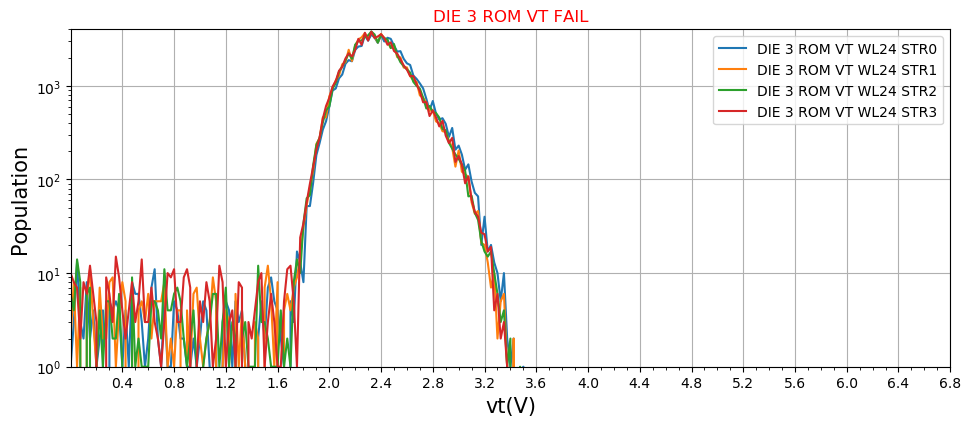 DIE 3 ROM VT FAIL
DIE 3 ROM VT WL24 STR0
DIE 3 ROM VT WL24 STR1
DIE 3 ROM VT WL24 STR2
DIE 3 ROM VT WL24 STR3
Population
10³
10²
10¹
10⁰
0.4 0.8 1.2 1.6 2.0 2.4 2.8 3.2 3.6 4.0 4.4 4.8 5.2 5.6 6.0 6.4 6.8
vt(V)